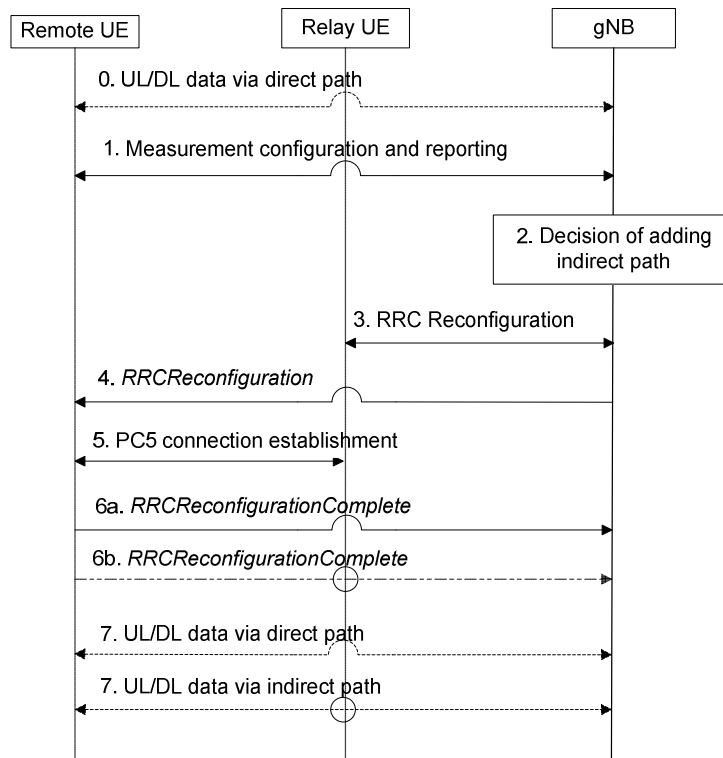 Remote UE
Relay UE
gNB
0. UL/DL data via direct path
1. Measurement configuration and reporting
2. Decision of adding
indirect path
3. RRC Reconfiguration
4. RRCReconfiguration
5. PC5 connection establishment
6a. RRCReconfigurationComplete
6b. RRCReconfigurationComplete
7. UL/DL data via direct path
7. UL/DL data via indirect path